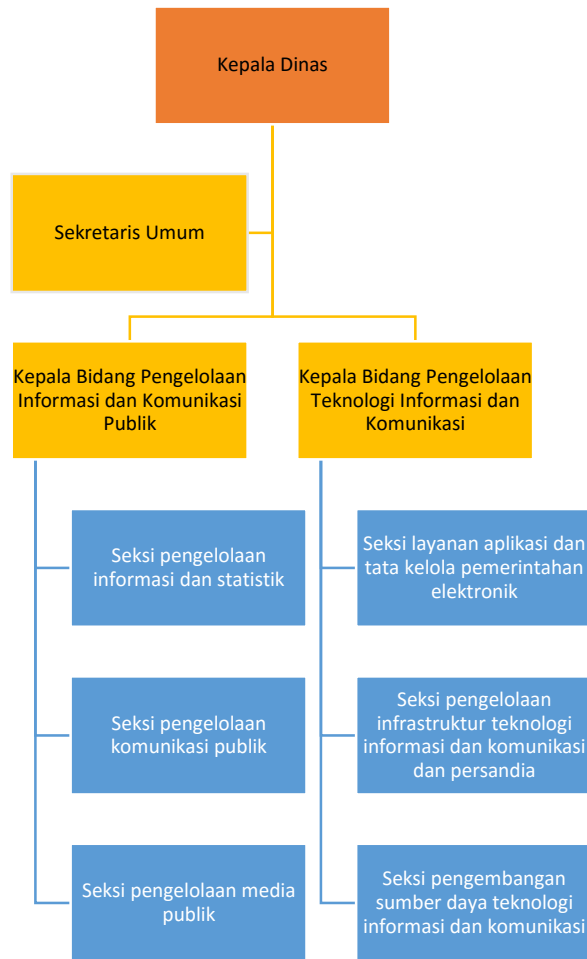 Kepala Dinas
Sekretaris Umum
Kepala Bidang Pengelolaan
Informasi dan Komunikasi
Publik
Kepala Bidang Pengelolaan
Teknologi Informasi dan
Komunikasi
Seksi pengelolaan
informasi dan statistik
Seksi pengelolaan
komunikasi publik
Seksi pengelolaan media
publik
Seksi layanan aplikasi dan
tata kelola pemerintahan
elektronik
Seksi pengelolaan
infrastruktur teknologi
informasi dan komunikasi
dan persandia
Seksi pengembangan
sumber daya teknologi
informasi dan komunikasi